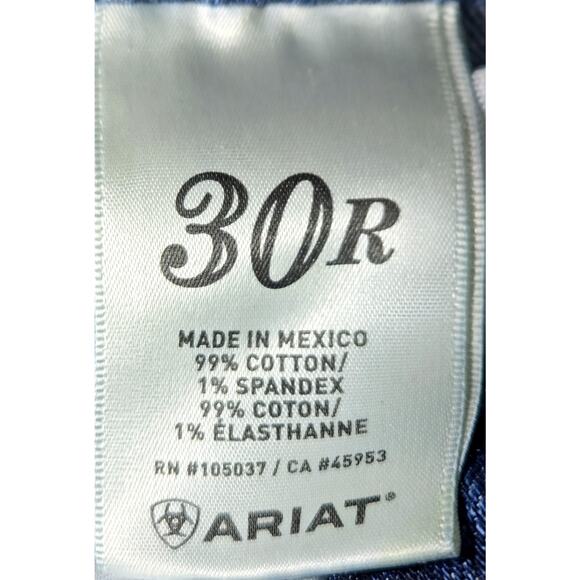 30R
MADE IN MEXICO
99% COTTON/
1% SPANDEX
99% COTON/
1% ÉLASTHANNE
RN #105037 / CA #45953
ARIAT®